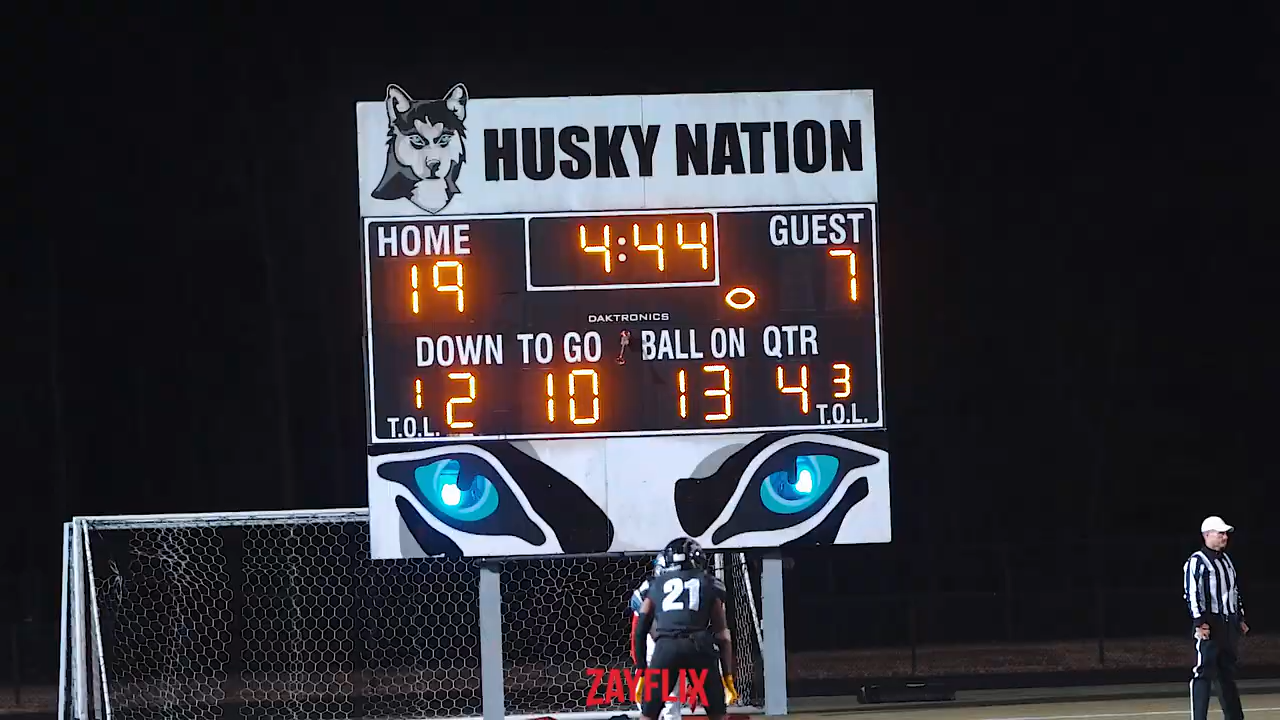 HUSKY NATION
HOME 4:44 GUEST
19 7
DAKTRONICS
DOWN TO GO BALL ON QTR
1 2 10 13 4 3
T.O.L. T.O.L.
21
ZAYFLIX